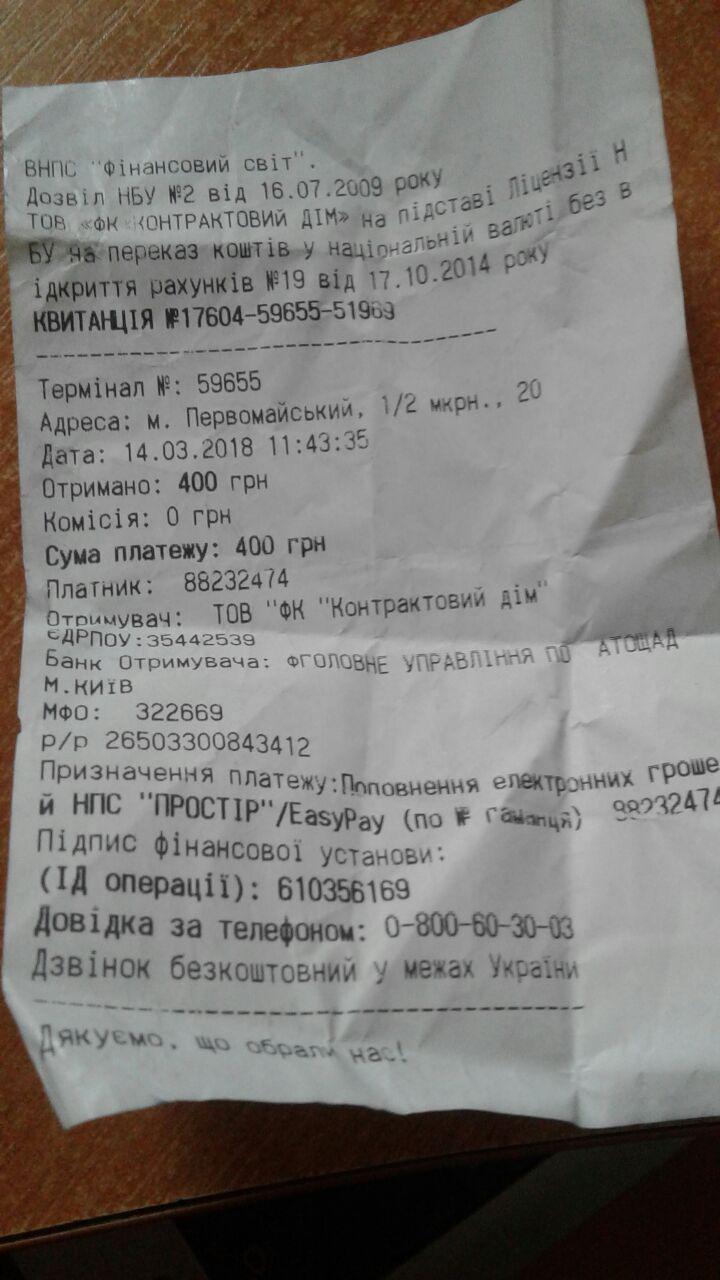 ВНПС "Фінансовий світ".
Дозвіл НБУ №2 від 16.07.2009 року
ТОВ «ФК «КОНТРАКТОВИЙ ДІМ» на підставі Ліцензії Н
БУ на переказ коштів у національній валюті без в
ідкриття рахунків №19 від 17.10.2014 року
КВИТАНЦІЯ №17604-59655-51969
Термінал №: 59655
Адреса: м. Первомайський, 1/2 мкрн., 20
Дата: 14.03.2018 11:43:35
Отримано: 400 грн
Комісія: 0 грн
Сума платежу: 400 грн
Платник: 88232474
Отримувач: ТОВ "ФК "Контрактовий дім"
ЄДРПОУ:35442539
Банк Отримувача: ФГОЛОВНЕ УПРАВЛІННЯ ПО АТОЩАД
М.КИЇВ
МФО: 322669
р/р 26503300843412
Призначення платежу:Поповнення електронних гроше
й НПС "ПРОСТІР"/EasyPay (по № гаманця) 88232474
Підпис фінансової установи:
(ІД операції): 610356169
Довідка за телефоном: 0-800-60-30-03
Дзвінок безкоштовний у межах України
Дякуємо, що обрали нас!